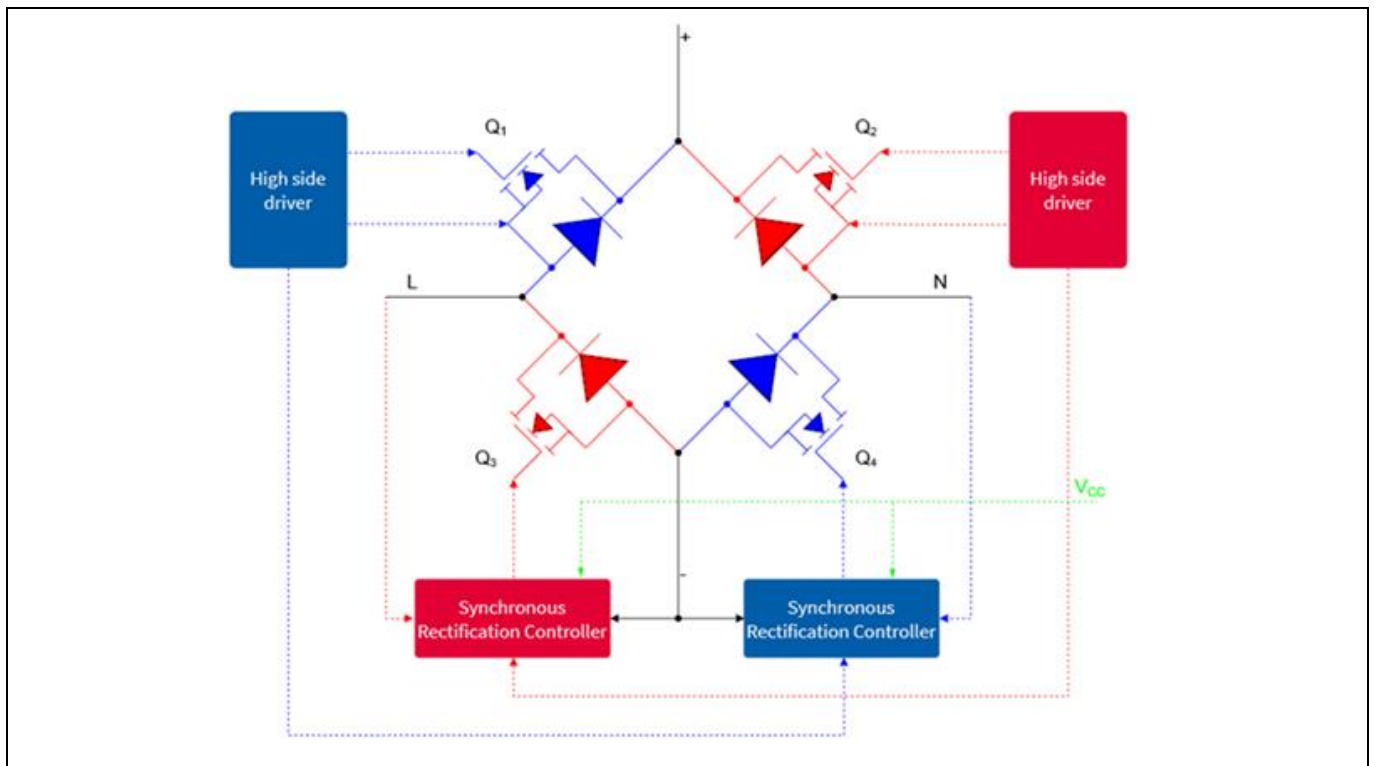 +
Q₁
Q₂
High side
driver
High side
driver
L
N
Q₃
Q₄
VCC
-
Synchronous
Rectification Controller
Synchronous
Rectification Controller